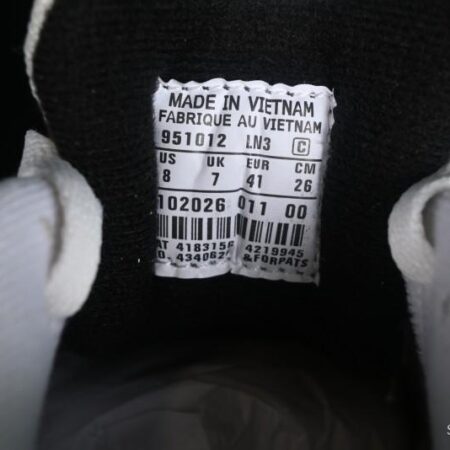 MADE IN VIETNAM
FABRIQUE AU VIETNAM
951012 LN3 C
US UK EUR CM
8 7 41 26
102026 011 00
4219945
& FORPATS